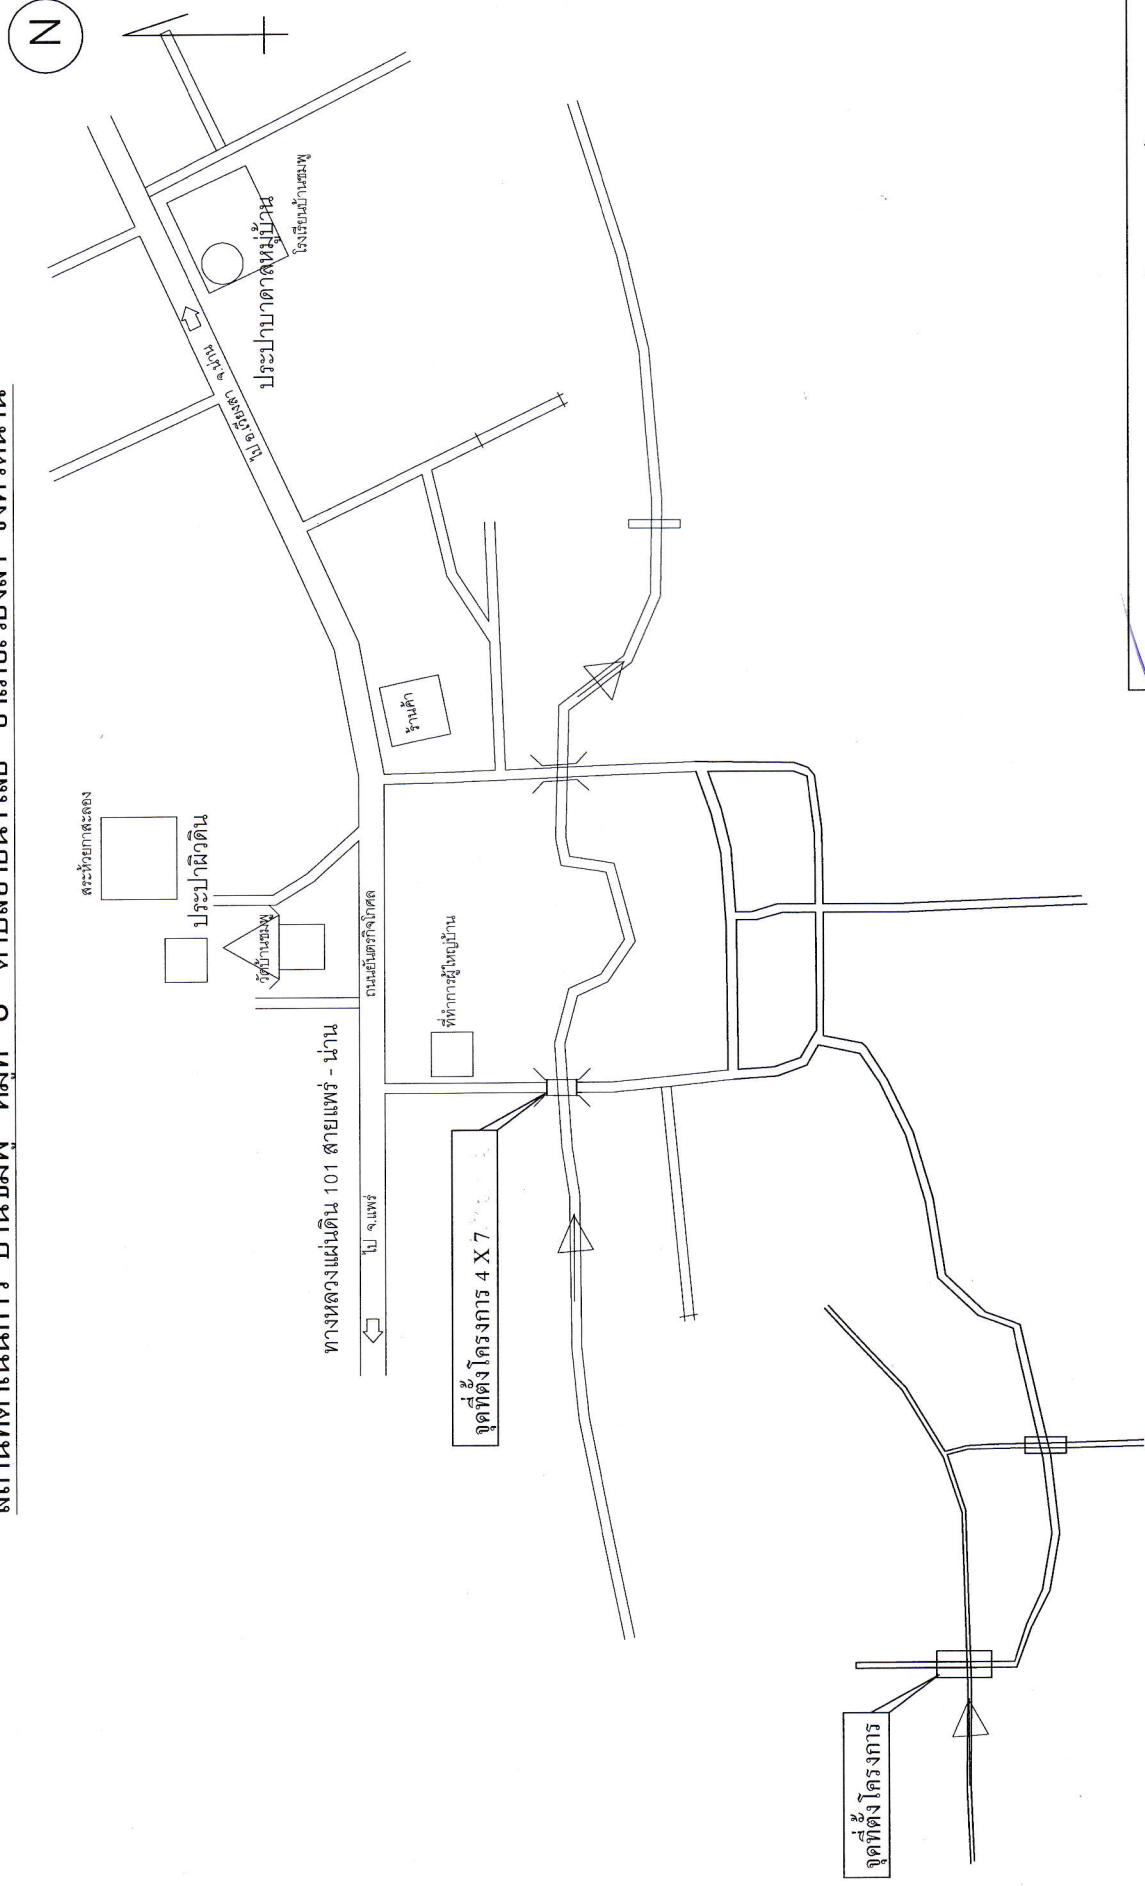 N
โรงเรียนบ้านชมพู
ประปาบาดาลหมู่บ้าน
ไป อ.เวียงสา จ.น่าน
สระห้วยกาสะลอง
ประปาผิวดิน
วัดบ้านชมพู
ร้านค้า
ถนนยันตรกิจโกศล
ที่ทำการผู้ใหญ่บ้าน
ทางหลวงแผ่นดิน 101 สายแพร่ - น่าน
ไป จ.แพร่
จุดที่ตั้งโครงการ 4 X 7
จุดที่ตั้งโครงการ